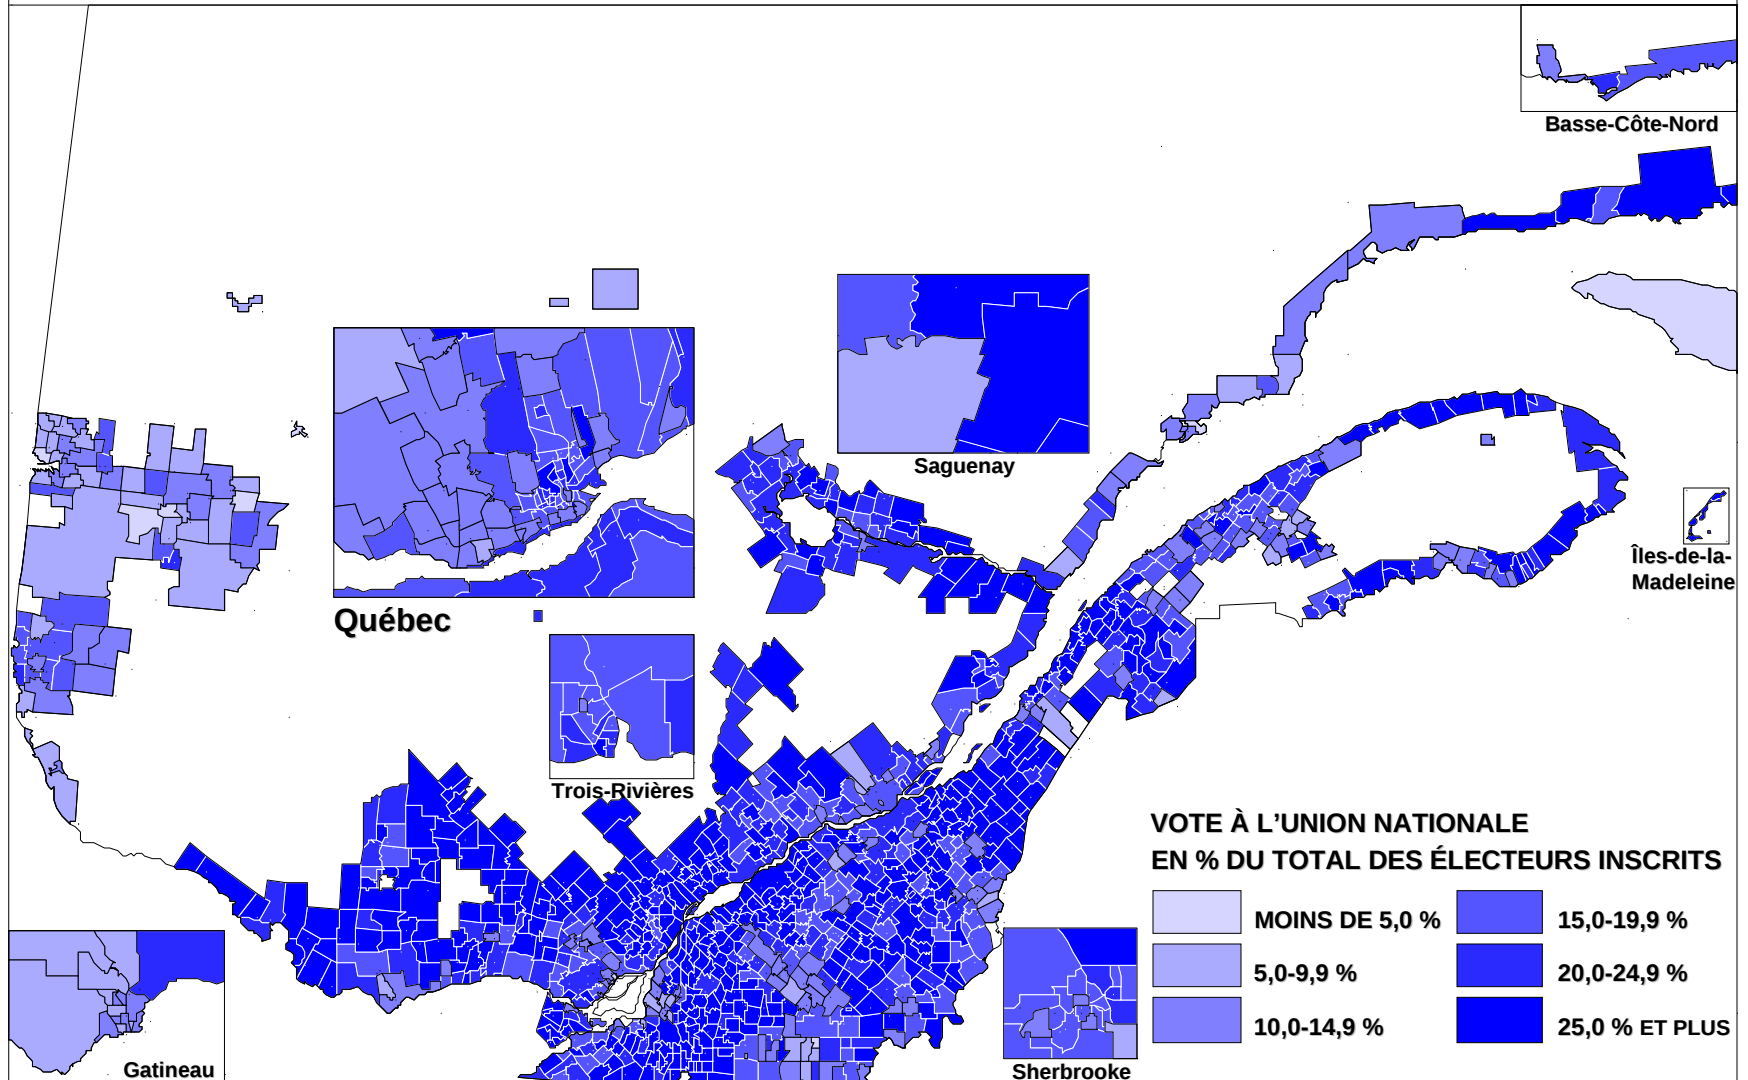 Basse-Côte-Nord
Saguenay
Îles-de-la-
Madeleine
Québec
Trois-Rivières
VOTE À L'UNION NATIONALE
EN % DU TOTAL DES ÉLECTEURS INSCRITS
MOINS DE 5,0 %
15,0-19,9 %
5,0-9,9 %
20,0-24,9 %
10,0-14,9 %
25,0 % ET PLUS
Gatineau
Sherbrooke